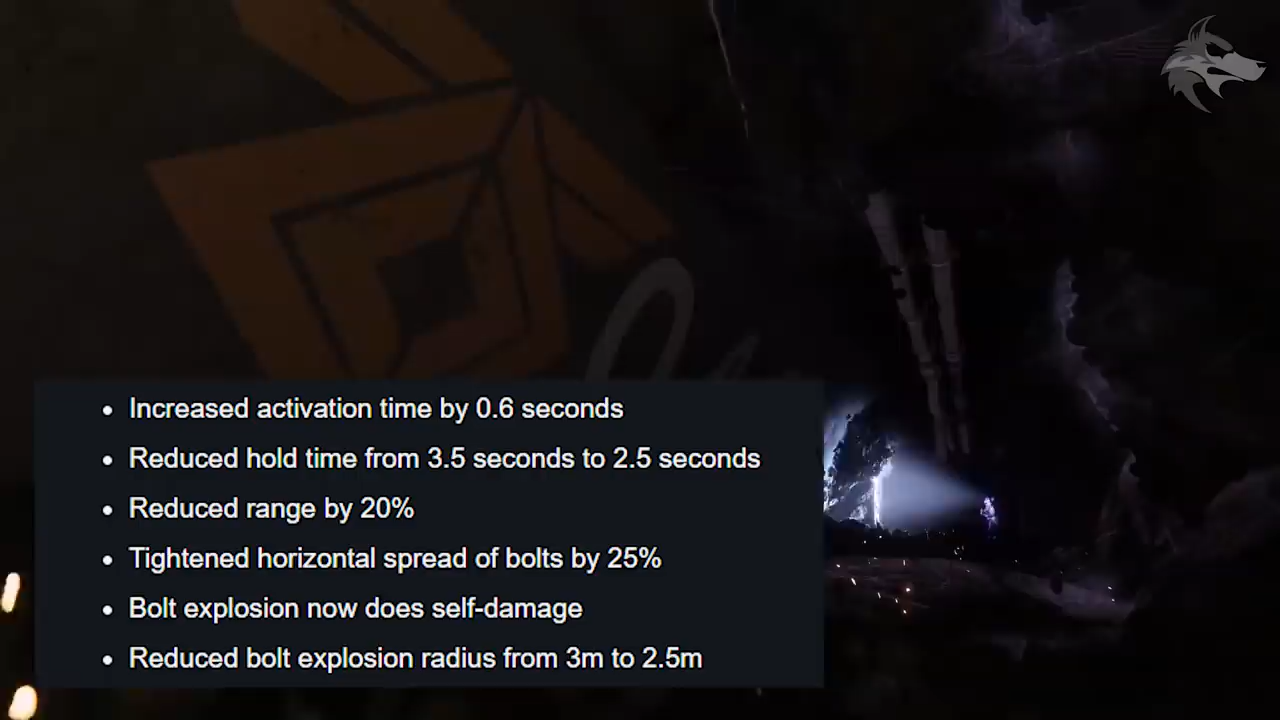 • Increased activation time by 0.6 seconds
• Reduced hold time from 3.5 seconds to 2.5 seconds
• Reduced range by 20%
• Tightened horizontal spread of bolts by 25%
• Bolt explosion now does self-damage
• Reduced bolt explosion radius from 3m to 2.5m